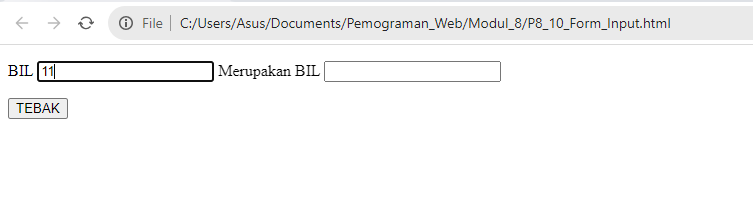 File C:/Users/Asus/Documents/Pemograman_Web/Modul_8/P8_10_Form_Input.html
BIL 11 Merupakan BIL
TEBAK